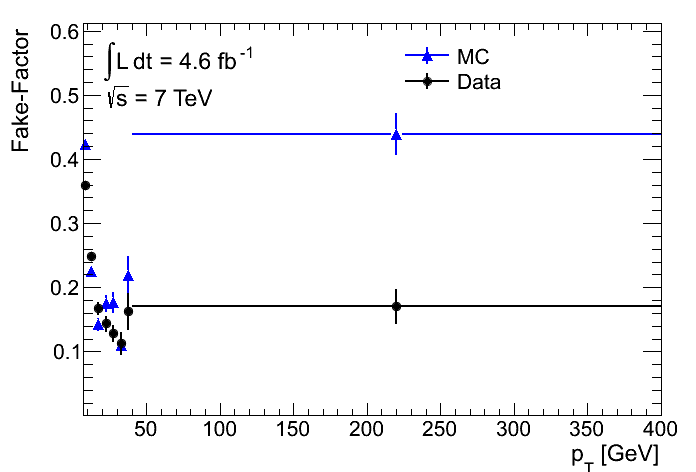 Fake-Factor
0.6
0.5
0.4
0.3
0.2
0.1
∫L dt = 4.6 fb⁻¹
√s = 7 TeV
MC
Data
50 100 150 200 250 300 350 400
p_T [GeV]